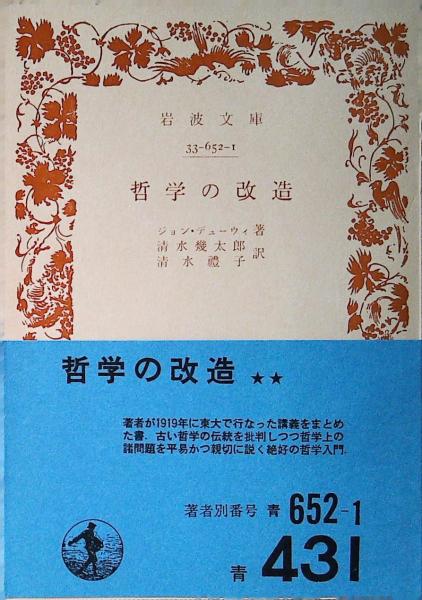 岩波文庫
33-652-1
哲学の改造
ジョン・デューウィ著
清水幾太郎
清水禮子
訳
哲学の改造 ★★
著者が1919年に東大で行なった講義をまとめ
た書．古い哲学の伝統を批判しつつ哲学上の
諸問題を平易かつ親切に説く絶好の哲学入門．
著者別番号 青 652-1
青 431